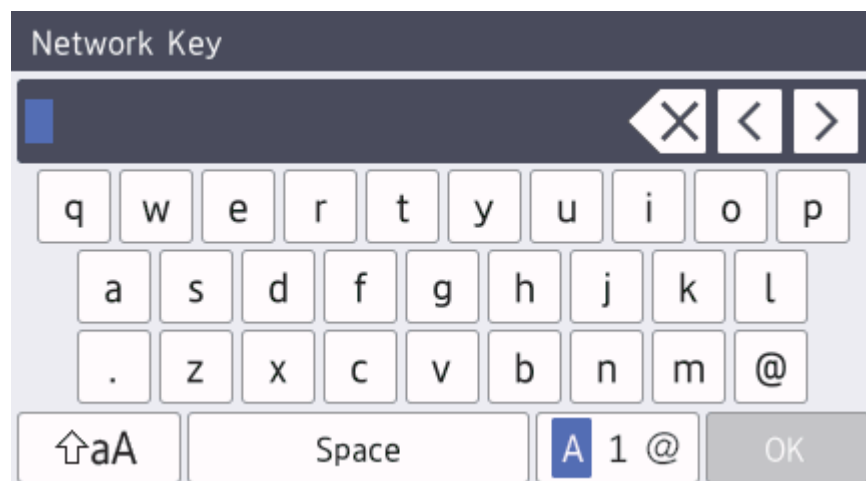 Network Key
q w e r t y u i o p
a s d f g h j k l
. z x c v b n m @
aA Space A 1 @ OK